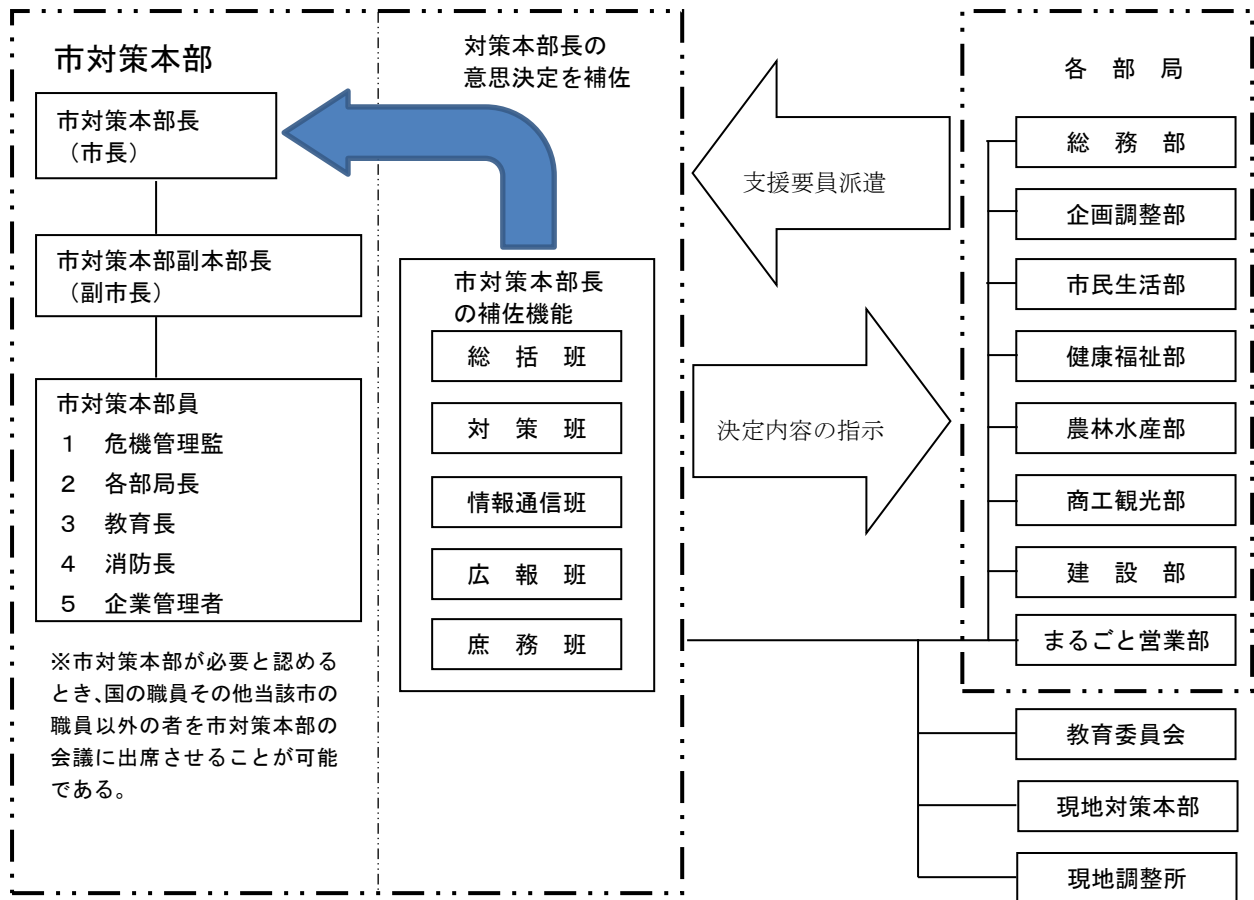 市対策本部
市対策本部長
（市長）
市対策本部副本部長
（副市長）
市対策本部員
１　危機管理監
２　各部局長
３　教育長
４　消防長
５　企業管理者
※市対策本部が必要と認める
とき、国の職員その他当該市の
職員以外の者を市対策本部の
会議に出席させることが可能
である。
対策本部長の
意思決定を補佐
市対策本部長
の補佐機能
総　括　班
対　策　班
情報通信班
広　報　班
庶　務　班
支援要員派遣
決定内容の指示
各　部　局
総　務　部
企画調整部
市民生活部
健康福祉部
農林水産部
商工観光部
建　設　部
まるごと営業部
教育委員会
現地対策本部
現地調整所